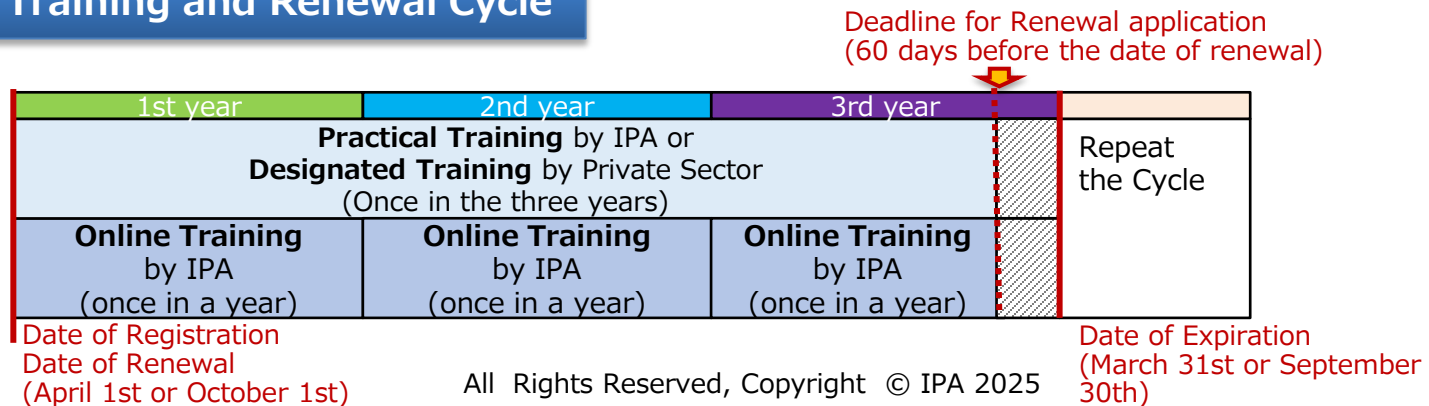 Training and Renewal Cycle
Deadline for Renewal application
(60 days before the date of renewal)
1st year
2nd year
3rd year
Practical Training by IPA or
Designated Training by Private Sector
(Once in the three years)
Repeat
the Cycle
Online Training
by IPA
(once in a year)
Online Training
by IPA
(once in a year)
Online Training
by IPA
(once in a year)
Date of Registration
Date of Renewal
(April 1st or October 1st)
Date of Expiration
(March 31st or September
30th)
All Rights Reserved, Copyright © IPA 2025